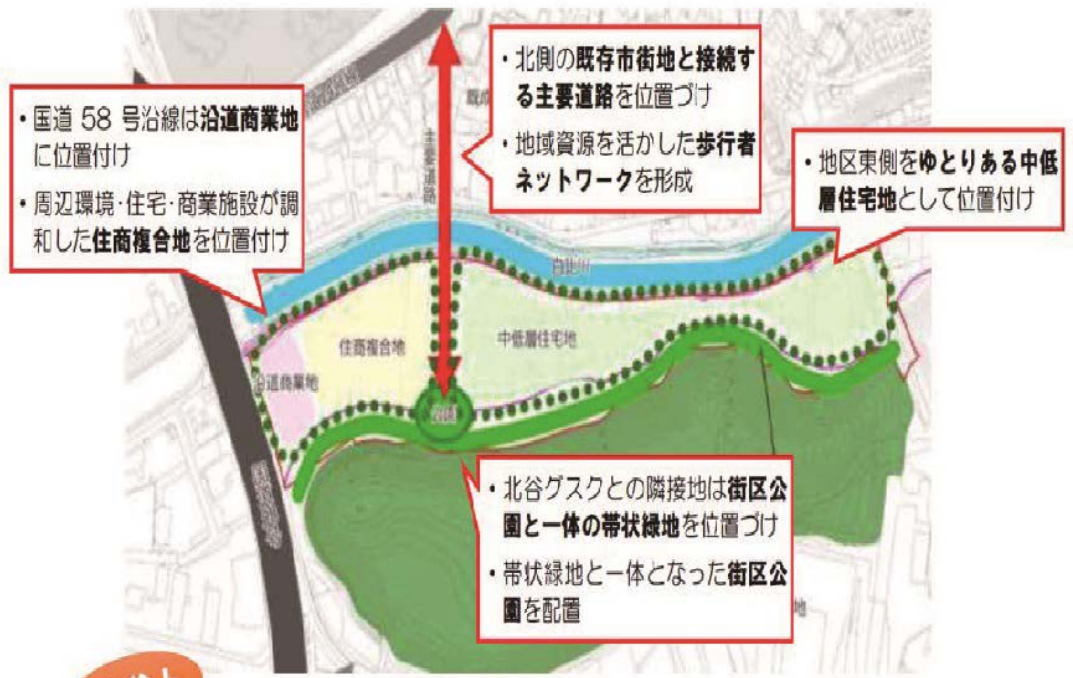 ・国道 58 号沿線は沿道商業地
に位置付け
・周辺環境・住宅・商業施設が調
和した住商複合地を位置付け
・北側の既存市街地と接続す
る主要道路を位置づけ
・地域資源を活かした歩行者
ネットワークを形成
・地区東側をゆとりある中低
層住宅地として位置付け
主要道路
白比川
住商複合地
中低層住宅地
沿道商業地
・北谷グスクとの隣接地は街区公
園と一体の帯状緑地を位置づけ
・帯状緑地と一体となった街区公
園を配置
地